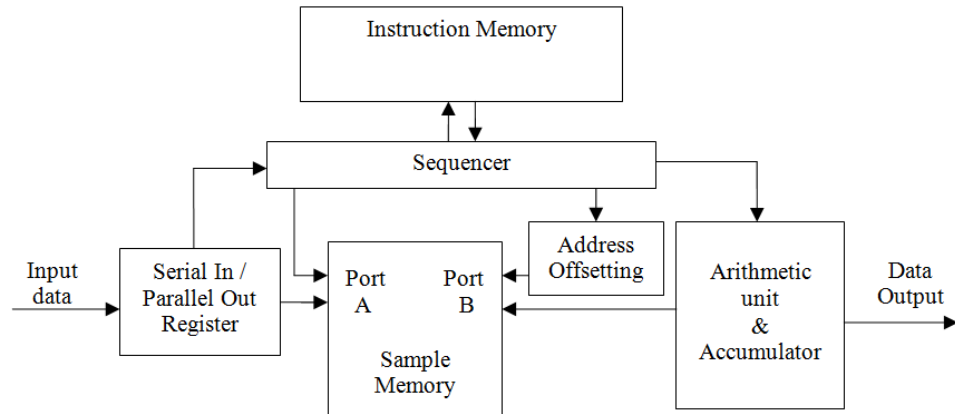 Instruction Memory
Sequencer
Input
data
Serial In /
Parallel Out
Register
Port
A
Port
B
Sample
Memory
Address
Offsetting
Arithmetic
unit
&
Accumulator
Data
Output